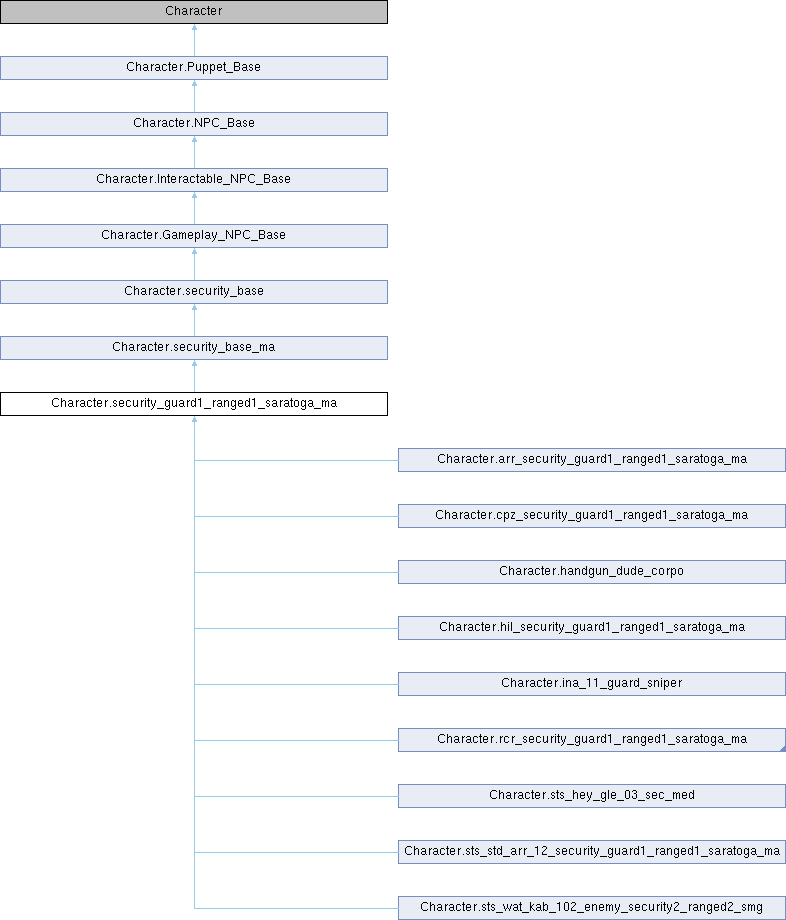 Character
Character.Puppet_Base
Character.NPC_Base
Character.Interactable_NPC_Base
Character.Gameplay_NPC_Base
Character.security_base
Character.security_base_ma
Character.security_guard1_ranged1_saratoga_ma
Character.arr_security_guard1_ranged1_saratoga_ma
Character.cpz_security_guard1_ranged1_saratoga_ma
Character.handgun_dude_corpo
Character.hil_security_guard1_ranged1_saratoga_ma
Character.ina_11_guard_sniper
Character.rcr_security_guard1_ranged1_saratoga_ma
Character.sts_hey_gle_03_sec_med
Character.sts_std_arr_12_security_guard1_ranged1_saratoga_ma
Character.sts_wat_kab_102_enemy_security2_ranged2_smg